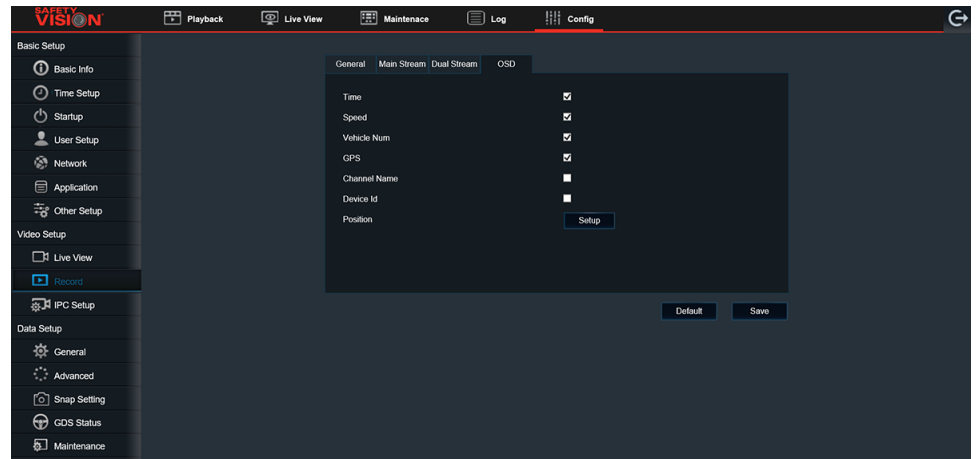 SAFETY
VISION®
Playback
Live View
Maintenace
Log
Config
Basic Setup
Basic Info
Time Setup
Startup
User Setup
Network
Application
Other Setup
Video Setup
Live View
Record
IPC Setup
Data Setup
General
Advanced
Snap Setting
GDS Status
Maintenance
General
Main Stream
Dual Stream
OSD
Time
Speed
Vehicle Num
GPS
Channel Name
Device Id
Position
Setup
Default
Save